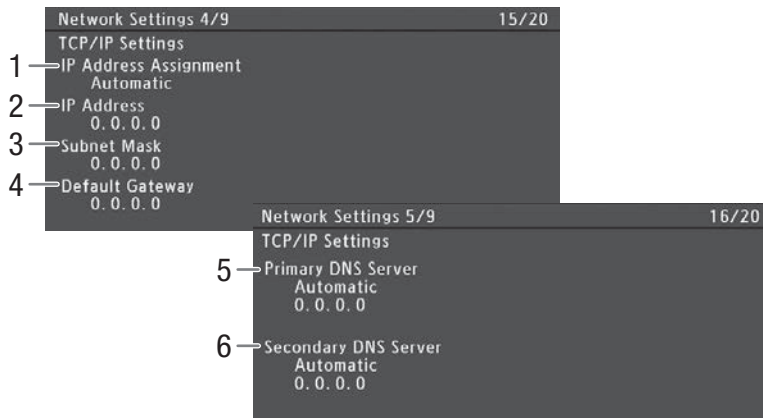 Network Settings 4/9 15/20
TCP/IP Settings
1 IP Address Assignment
Automatic
2 IP Address
0.0.0.0
3 Subnet Mask
0.0.0.0
4 Default Gateway
0.0.0.0
Network Settings 5/9 16/20
TCP/IP Settings
5 Primary DNS Server
Automatic
0.0.0.0
6 Secondary DNS Server
Automatic
0.0.0.0